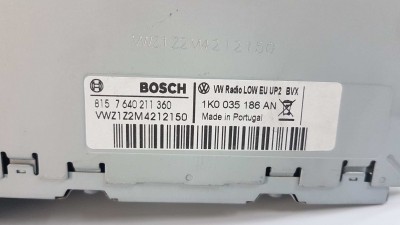 VWZ1Z2M4212150
BOSCH
815 7 640 211 360
VWZ1Z2M4212150
VW Radio LOW EU UP2 BVX
1K0 035 186 AN
Made in Portugal